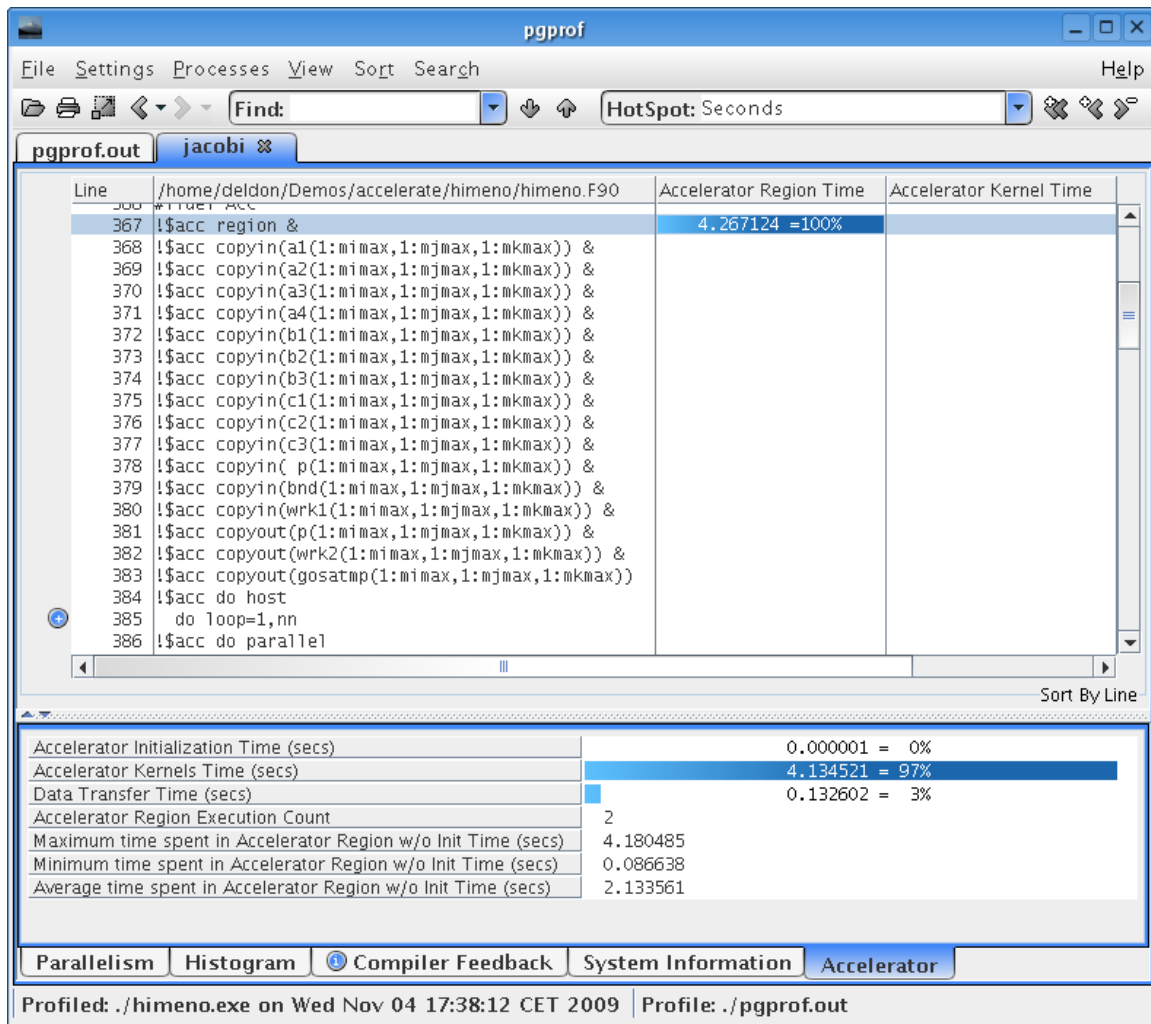 pgprof
File Settings Processes View Sort Search Help
Find: HotSpot: Seconds
pgprof.out jacobi
Line /home/deldon/Demos/accelerate/himeno/himeno.F90 Accelerator Region Time Accelerator Kernel Time
367 !$acc region & 4.267124 =100%
368 !$acc copyin(a1(1:mimax,1:mjmax,1:mkmax)) &
369 !$acc copyin(a2(1:mimax,1:mjmax,1:mkmax)) &
370 !$acc copyin(a3(1:mimax,1:mjmax,1:mkmax)) &
371 !$acc copyin(a4(1:mimax,1:mjmax,1:mkmax)) &
372 !$acc copyin(b1(1:mimax,1:mjmax,1:mkmax)) &
373 !$acc copyin(b2(1:mimax,1:mjmax,1:mkmax)) &
374 !$acc copyin(b3(1:mimax,1:mjmax,1:mkmax)) &
375 !$acc copyin(c1(1:mimax,1:mjmax,1:mkmax)) &
376 !$acc copyin(c2(1:mimax,1:mjmax,1:mkmax)) &
377 !$acc copyin(c3(1:mimax,1:mjmax,1:mkmax)) &
378 !$acc copyin( p(1:mimax,1:mjmax,1:mkmax)) &
379 !$acc copyin(bnd(1:mimax,1:mjmax,1:mkmax)) &
380 !$acc copyin(wrk1(1:mimax,1:mjmax,1:mkmax)) &
381 !$acc copyout(p(1:mimax,1:mjmax,1:mkmax)) &
382 !$acc copyout(wrk2(1:mimax,1:mjmax,1:mkmax)) &
383 !$acc copyout(gosatmp(1:mimax,1:mjmax,1:mkmax))
384 !$acc do host
385 do loop=1,nn
386 !$acc do parallel
Sort By Line
Accelerator Initialization Time (secs) 0.000001 = 0%
Accelerator Kernels Time (secs) 4.134521 = 97%
Data Transfer Time (secs) 0.132602 = 3%
Accelerator Region Execution Count 2
Maximum time spent in Accelerator Region w/o Init Time (secs) 4.180485
Minimum time spent in Accelerator Region w/o Init Time (secs) 0.086638
Average time spent in Accelerator Region w/o Init Time (secs) 2.133561
Parallelism Histogram Compiler Feedback System Information Accelerator
Profiled: ./himeno.exe on Wed Nov 04 17:38:12 CET 2009 Profile: ./pgprof.out